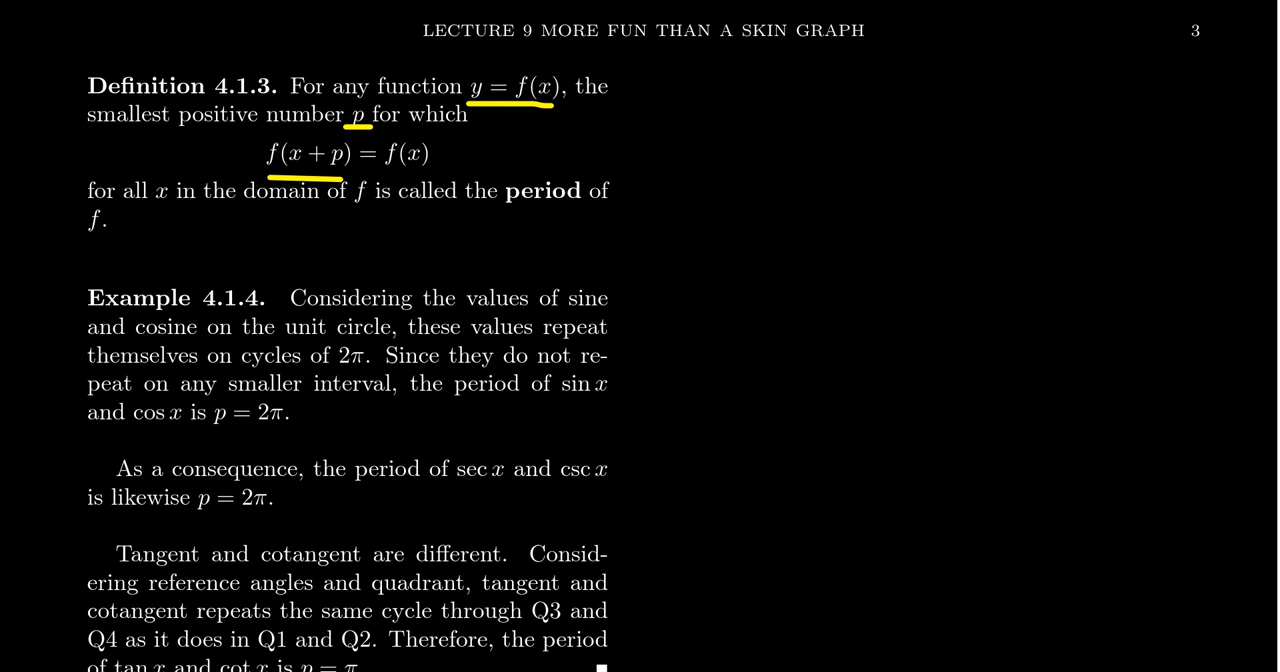 LECTURE 9 MORE FUN THAN A SKIN GRAPH 3
Definition 4.1.3. For any function y = f(x), the
smallest positive number p for which
f(x + p) = f(x)
for all x in the domain of f is called the period of
f.
Example 4.1.4. Considering the values of sine
and cosine on the unit circle, these values repeat
themselves on cycles of 2π. Since they do not re-
peat on any smaller interval, the period of sin x
and cos x is p = 2π.
As a consequence, the period of sec x and csc x
is likewise p = 2π.
Tangent and cotangent are different. Consid-
ering reference angles and quadrant, tangent and
cotangent repeats the same cycle through Q3 and
Q4 as it does in Q1 and Q2. Therefore, the period
of tan x and cot x is p = π